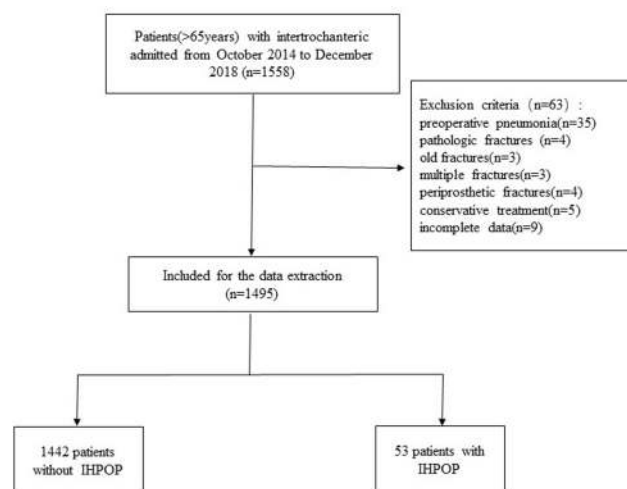 Patients(>65years) with intertrochanteric
admitted from October 2014 to December
2018 (n=1558)
Exclusion criteria (n=63) :
preoperative pneumonia(n=35)
pathologic fractures (n=4)
old fractures(n=3)
multiple fractures(n=3)
periprosthetic fractures(n=4)
conservative treatment(n=5)
incomplete data(n=9)
Included for the data extraction
(n=1495)
1442 patients
without IHPOP
53 patients with
IHPOP